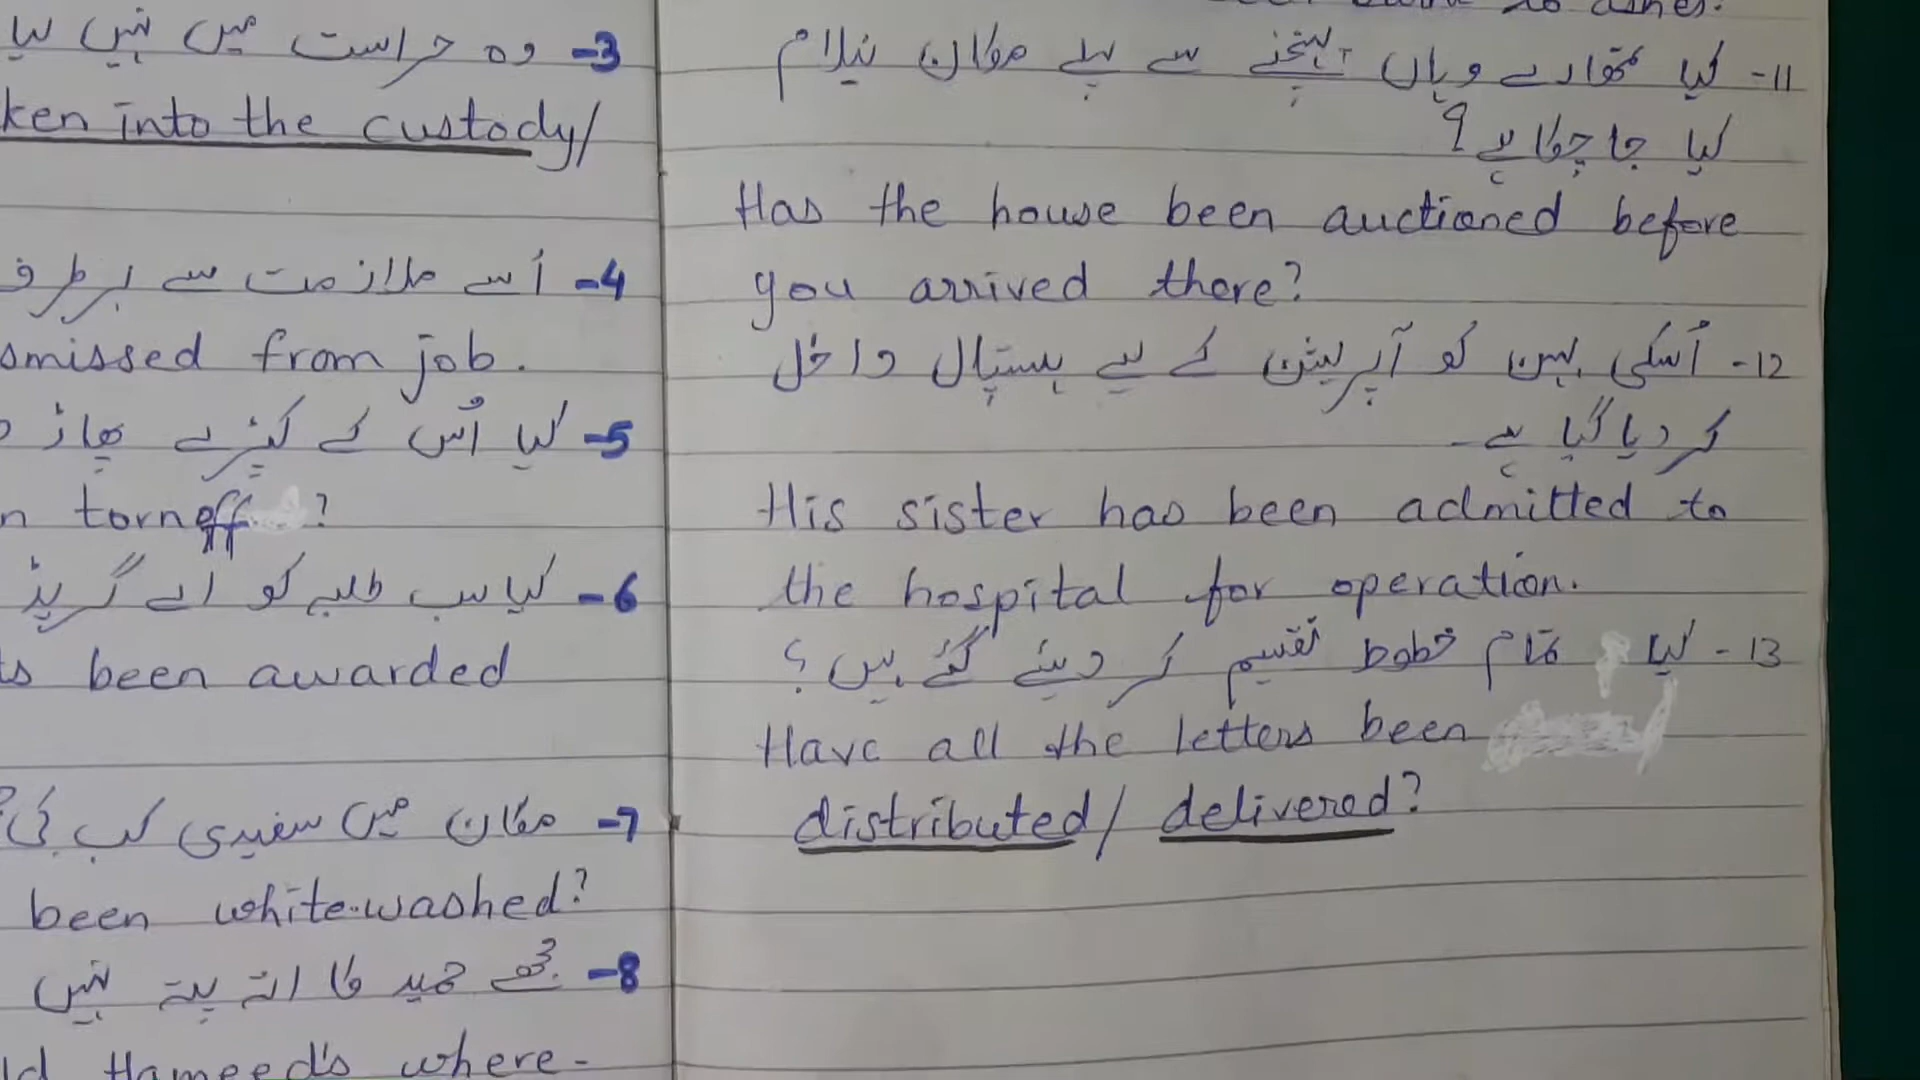 -3 وہ حراست میں نہیں لیا
ken into the custody/
-4 اُسے ملازمت سے برطرف
smissed from job.
-5 کیا اُس کے کپڑے پھاڑ
n torn off ?
-6 کیا سب طلبہ کو اے گریڈ
ts been awarded
-7 مکان میں سفیدی کب کی
been white-washed?
-8 مجھے حمید کا اتہ پتہ نہیں
ld Hameed's where-
to ashes.
11- کیا تمھارے وہاں پہنچنے سے پہلے مکان نیلام
کیا جا چکا ہے؟
Has the house been auctioned before
you arrived there?
12- اُسکی بہن کو آپریشن کے لیے ہسپتال داخل
کر دیا گیا ہے۔
His sister has been admitted to
the hospital for operation.
13- کیا تمام خطوط تقسیم کر دیئے گئے ہیں؟
Have all the letters been
distributed/ delivered?